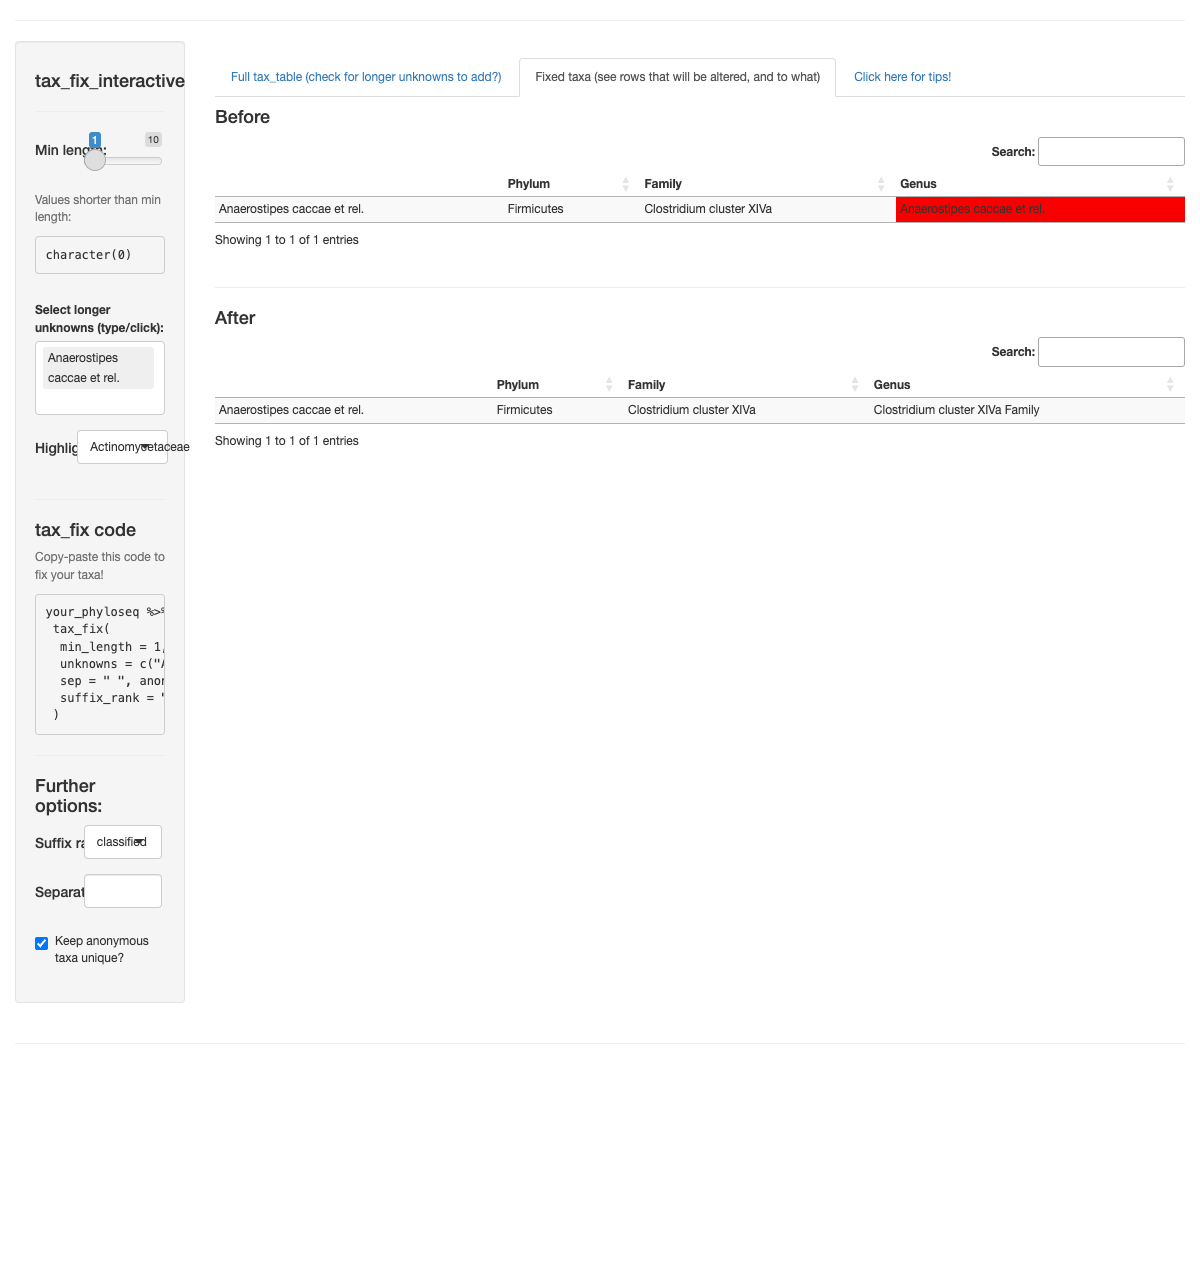 tax_fix_interactive
Min length:
1
10
Values shorter than min
length:
character(0)
Select longer
unknowns (type/click):
Anaerostipes
caccae et rel.
Actinomycetaceae
tax_fix code
Copy-paste this code to
fix your taxa!
your_phyloseq
tax_fix(
min_length = 1,
unknowns = c("A
sep = " ",
suffix_rank = "
)
Further
options:
Suffix
classified
Keep anonymous
taxa unique?
Full tax_table (check for longer unknowns to add?)
Fixed taxa (see rows that will be altered, and to what)
Click here for tips!
Before
Search:
Phylum Family Genus
Anaerostipes caccae et rel. Firmicutes Clostridium cluster XIVa Anaerostipes caccae et rel.
Showing 1 to 1 of 1 entries
After
Search:
Phylum Family Genus
Anaerostipes caccae et rel. Firmicutes Clostridium cluster XIVa Clostridium cluster XIVa Family
Showing 1 to 1 of 1 entries